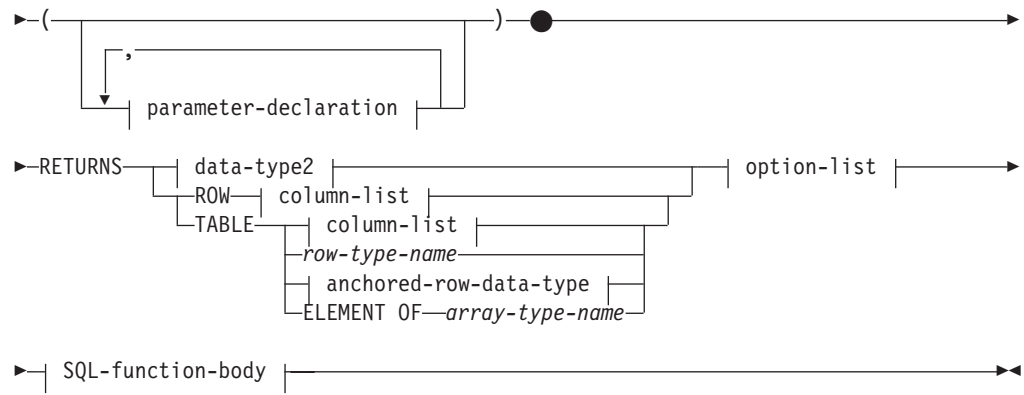 ( )
,
parameter-declaration
RETURNS data-type2 option-list
ROW column-list
TABLE column-list
row-type-name
anchored-row-data-type
ELEMENT OF array-type-name
SQL-function-body